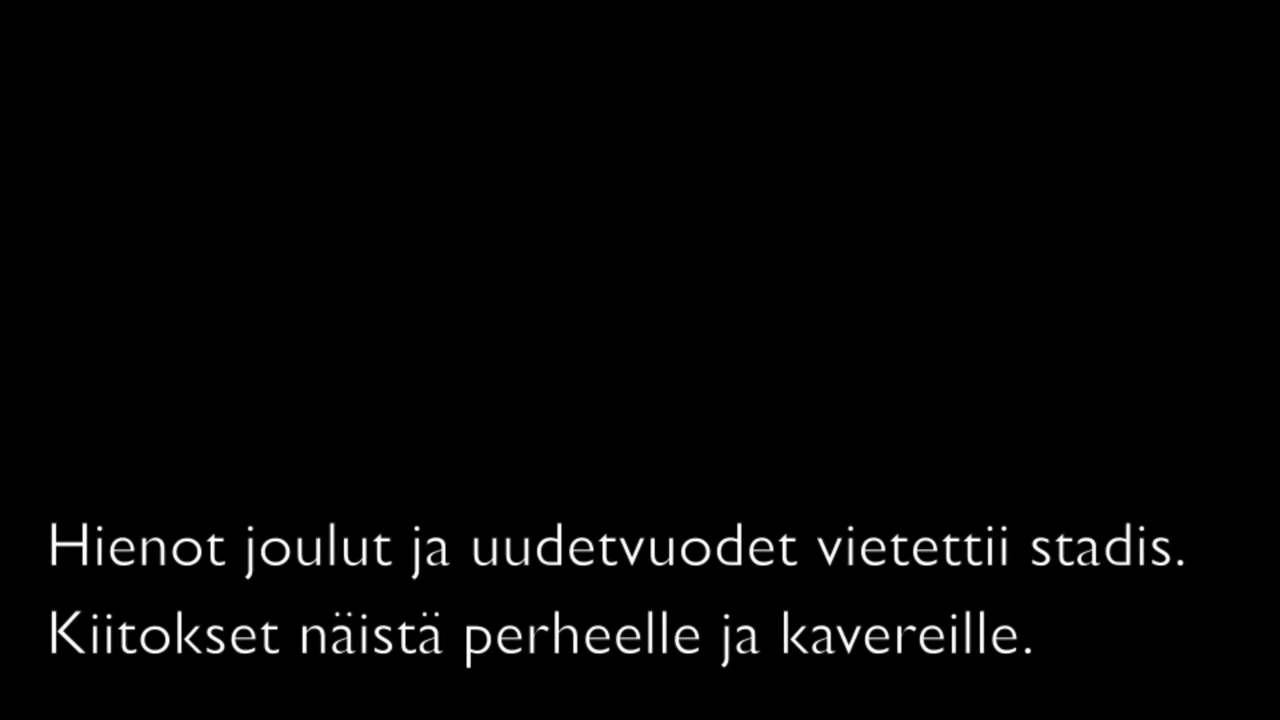 Hienot joulut ja uudetvuodet vietettii stadis.
Kiitokset näistä perheelle ja kavereille.